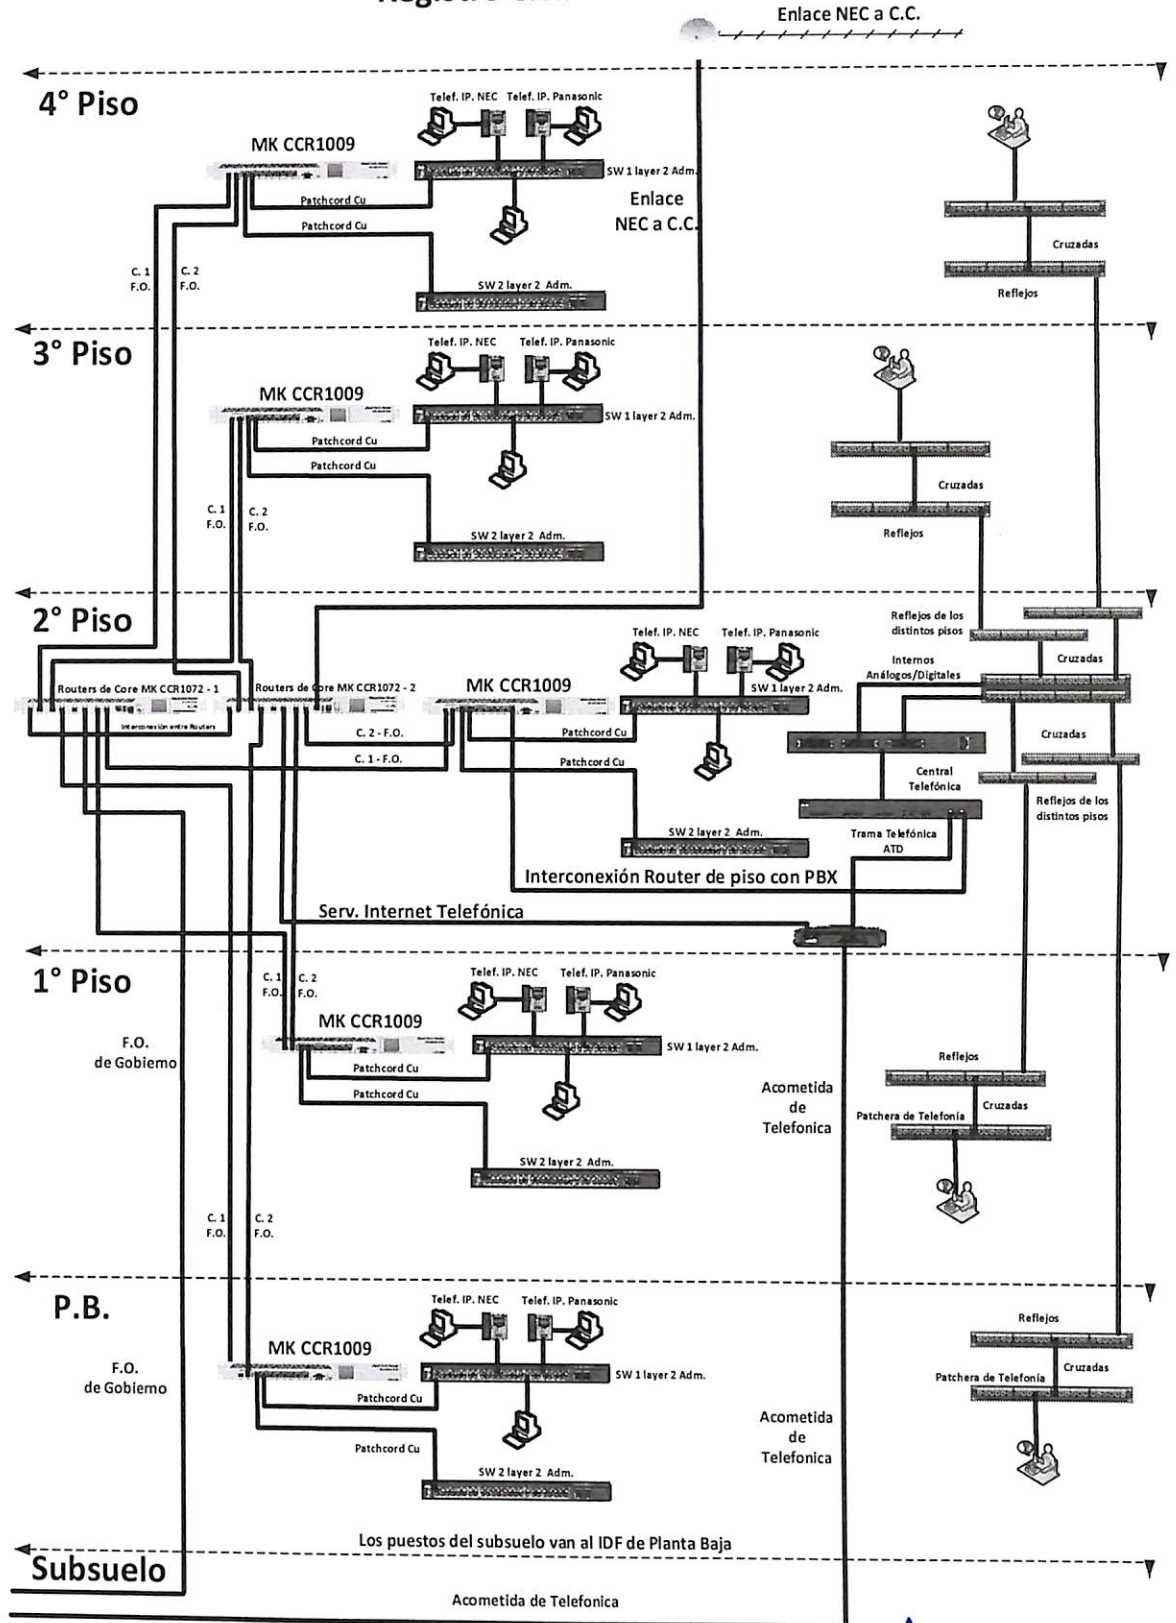 Enlace NEC a C.C.
4° Piso
Telef. IP. NEC
Telef. IP. Panasonic
MK CCR1009
SW 1 layer 2 Adm.
Patchcord Cu
Patchcord Cu
Enlace
NEC a C.C.
C. 1
F.O.
C. 2
F.O.
SW 2 layer 2 Adm.
Cruzadas
Reflejos
3° Piso
Telef. IP. NEC
Telef. IP. Panasonic
MK CCR1009
SW 1 layer 2 Adm.
Patchcord Cu
Patchcord Cu
C. 1
F.O.
C. 2
F.O.
SW 2 layer 2 Adm.
Cruzadas
Reflejos
2° Piso
Telef. IP. NEC
Telef. IP. Panasonic
Reflejos de los
distintos pisos
Cruzadas
Internos
Análogos/Digitales
Routers de Core MK CCR1072 - 1
Routers de Core MK CCR1072 - 2
MK CCR1009
SW 1 layer 2 Adm.
Interconexión entre Routers
C. 2 - F.O.
C. 1 - F.O.
Patchcord Cu
Patchcord Cu
Cruzadas
Central
Telefónica
Reflejos de los
distintos pisos
SW 2 layer 2 Adm.
Trama Telefónica
ATD
Interconexión Router de piso con PBX
Serv. Internet Telefónica
1° Piso
C. 1
F.O.
C. 2
F.O.
Telef. IP. NEC
Telef. IP. Panasonic
MK CCR1009
SW 1 layer 2 Adm.
F.O.
de Gobierno
Patchcord Cu
Patchcord Cu
Acometida
de
Telefonica
Reflejos
Cruzadas
Patchera de Telefonía
SW 2 layer 2 Adm.
C. 1
F.O.
C. 2
F.O.
P.B.
Telef. IP. NEC
Telef. IP. Panasonic
MK CCR1009
SW 1 layer 2 Adm.
F.O.
de Gobierno
Patchcord Cu
Patchcord Cu
Reflejos
Cruzadas
Patchera de Telefonía
Acometida
de
Telefonica
SW 2 layer 2 Adm.
Los puestos del subsuelo van al IDF de Planta Baja
Subsuelo
Acometida de Telefonica